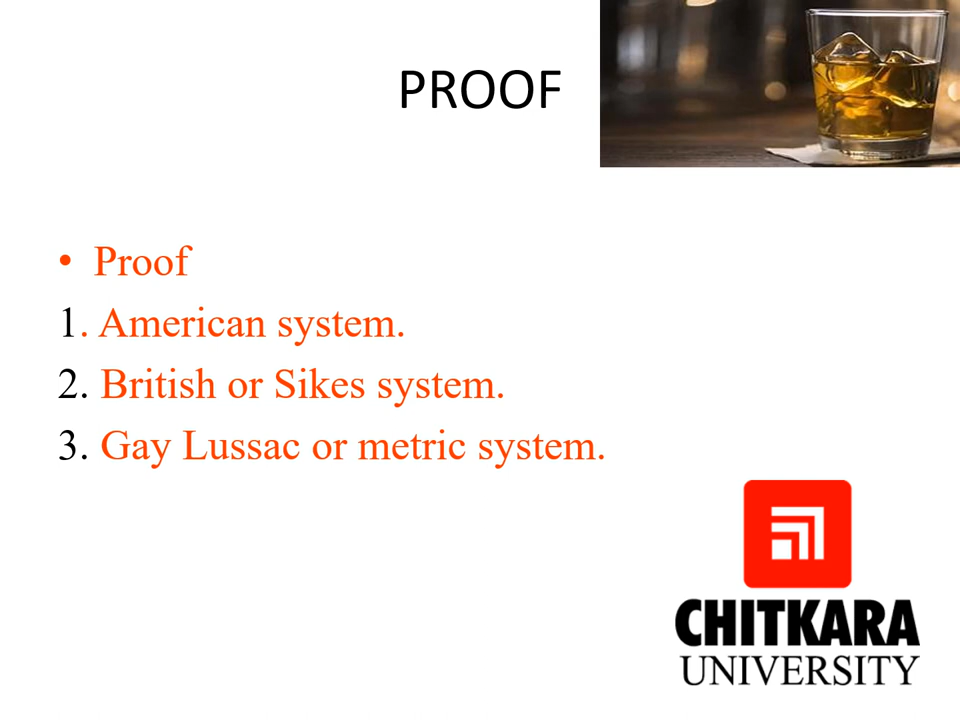 PROOF
• Proof
1. American system.
2. British or Sikes system.
3. Gay Lussac or metric system.
CHITKARA
UNIVERSITY